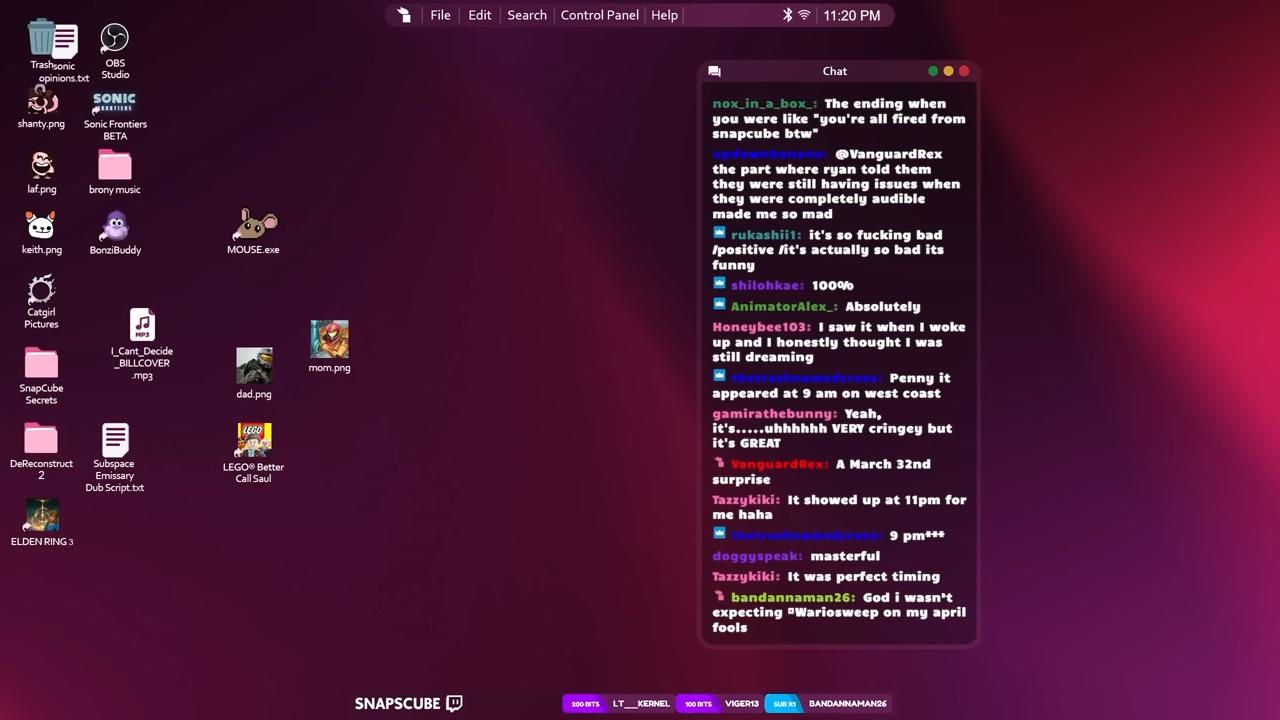 File Edit Search Control Panel Help 11:20 PM
Trash
sonic
opinions.txt
OBS
Studio
shanty.png
SONIC
FRONTIERS
Sonic Frontiers
BETA
laf.png
brony music
keith.png
BonziBuddy
MOUSE.exe
Catgirl
Pictures
MP3
I_Cant_Decide
_BILLCOVER
.mp3
dad.png
mom.png
SnapCube
Secrets
DeReconstruct
2
Subspace
Emissary
Dub Script.txt
LEGO
LEGO® Better
Call Saul
ELDEN RING 3
Chat
nox_in_a_box_: The ending when
you were like "you're all fired from
snapcube btw"
updownbanana: @VanguardRex
the part where ryan told them
they were still having issues when
they were completely audible
made me so mad
rukashii1: it's so fucking bad
/positive /it's actually so bad its
funny
shilohkae: 100%
AnimatorAlex_: Absolutely
Honeybee103: I saw it when I woke
up and I honestly thought I was
still dreaming
thetrashnamedcross: Penny it
appeared at 9 am on west coast
gamirathebunny: Yeah,
it's.....uhhhhhh VERY cringey but
it's GREAT
VanguardRex: A March 32nd
surprise
Tazzykiki: It showed up at 11pm for
me haha
thetrashnamedcross: 9 pm***
doggyspeak: masterful
Tazzykiki: It was perfect timing
bandannaman26: God i wasn't
expecting ¤Wariosweep on my april
fools
SNAPSCUBE
200 BITS LT___KERNEL 100 BITS VIGER13 SUB X1 BANDANNAMAN26